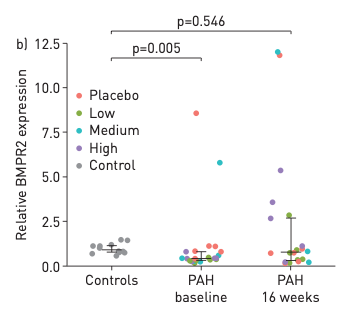 p=0.546
b)
p=0.005
Relative BMPR2 expression
12.5
10.0
7.5
5.0
2.5
0.0
Placebo
Low
Medium
High
Control
Controls
PAH
baseline
PAH
16 weeks